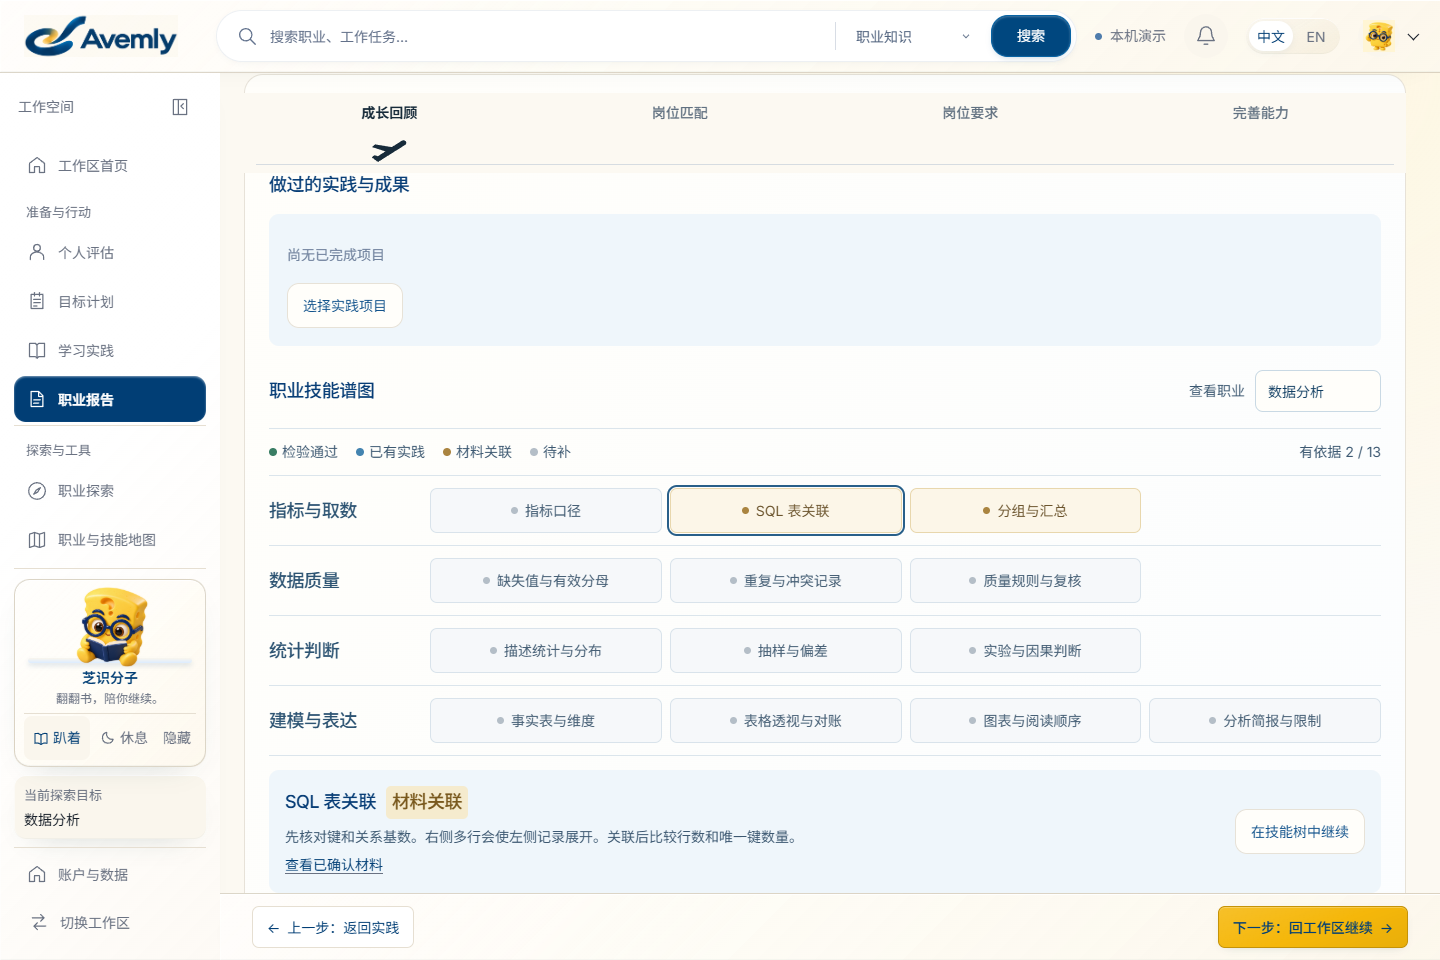 Avemly
搜索职业、工作任务...
职业知识
搜索
本机演示
中文
EN
工作空间
工作区首页
准备与行动
个人评估
目标计划
学习实践
职业报告
探索与工具
职业探索
职业与技能地图
芝识分子
翻翻书，陪你继续。
趴着
休息
隐藏
当前探索目标
数据分析
账户与数据
切换工作区
成长回顾
岗位匹配
岗位要求
完善能力
做过的实践与成果
尚无已完成项目
选择实践项目
职业技能谱图
查看职业
数据分析
检验通过
已有实践
材料关联
待补
有依据 2 / 13
指标与取数
指标口径
SQL 表关联
分组与汇总
数据质量
缺失值与有效分母
重复与冲突记录
质量规则与复核
统计判断
描述统计与分布
抽样与偏差
实验与因果判断
建模与表达
事实表与维度
表格透视与对账
图表与阅读顺序
分析简报与限制
SQL 表关联 材料关联
先核对键和关系基数。右侧多行会使左侧记录展开。关联后比较行数和唯一键数量。
查看已确认材料
在技能树中继续
← 上一步：返回实践
下一步：回工作区继续 →